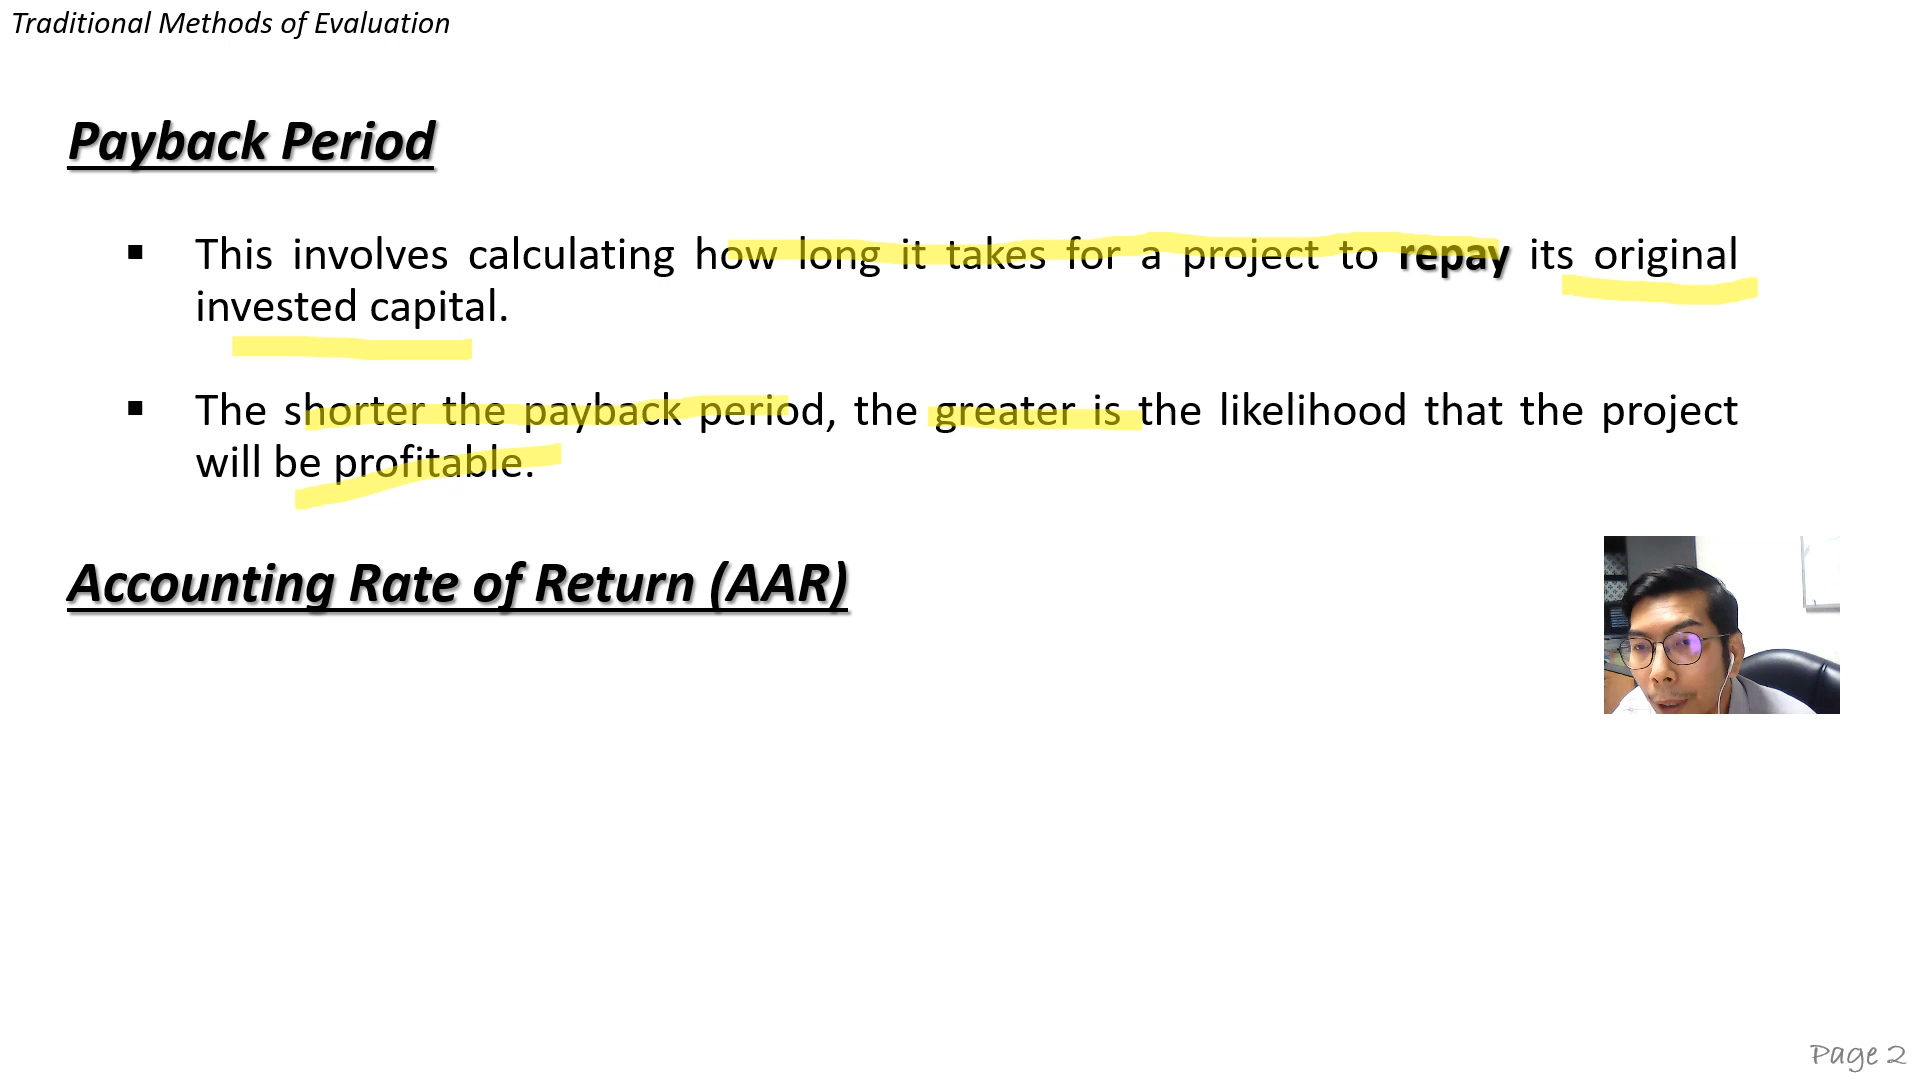 Traditional Methods of Evaluation
Payback Period
▪ This involves calculating how long it takes for a project to repay its original
invested capital.
▪ The shorter the payback period, the greater is the likelihood that the project
will be profitable.
Accounting Rate of Return (AAR)
Page 2